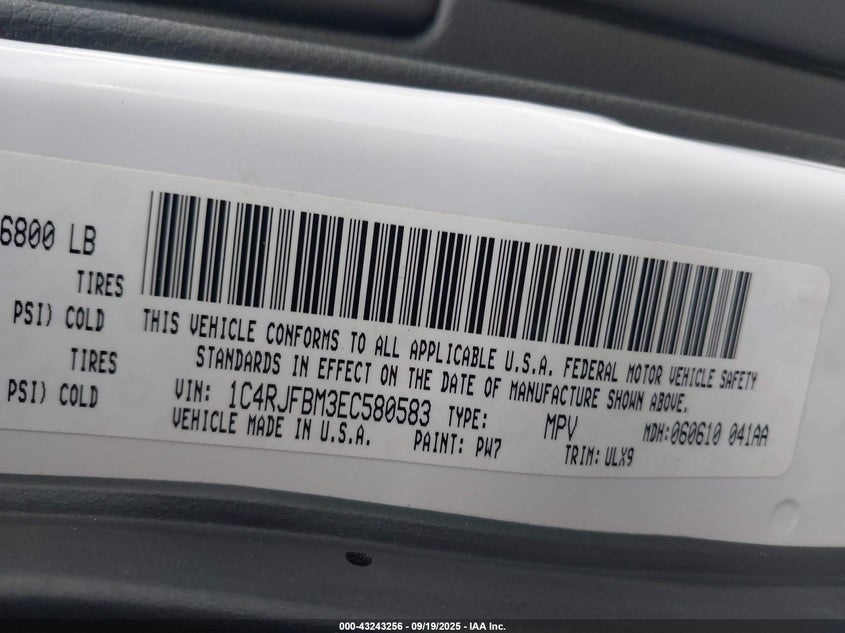 6800 LB
TIRES
PSI) COLD
TIRES
PSI) COLD
THIS VEHICLE CONFORMS TO ALL APPLICABLE U.S.A. FEDERAL MOTOR VEHICLE SAFETY
STANDARDS IN EFFECT ON THE DATE OF MANUFACTURE SHOWN ABOVE.
VIN: 1C4RJFBM3EC580583 TYPE: MPV MDH:060610 041AA
VEHICLE MADE IN U.S.A. PAINT: PW7 TRIM: ULX9
000-43243256 - 09/19/2025 - IAA Inc.